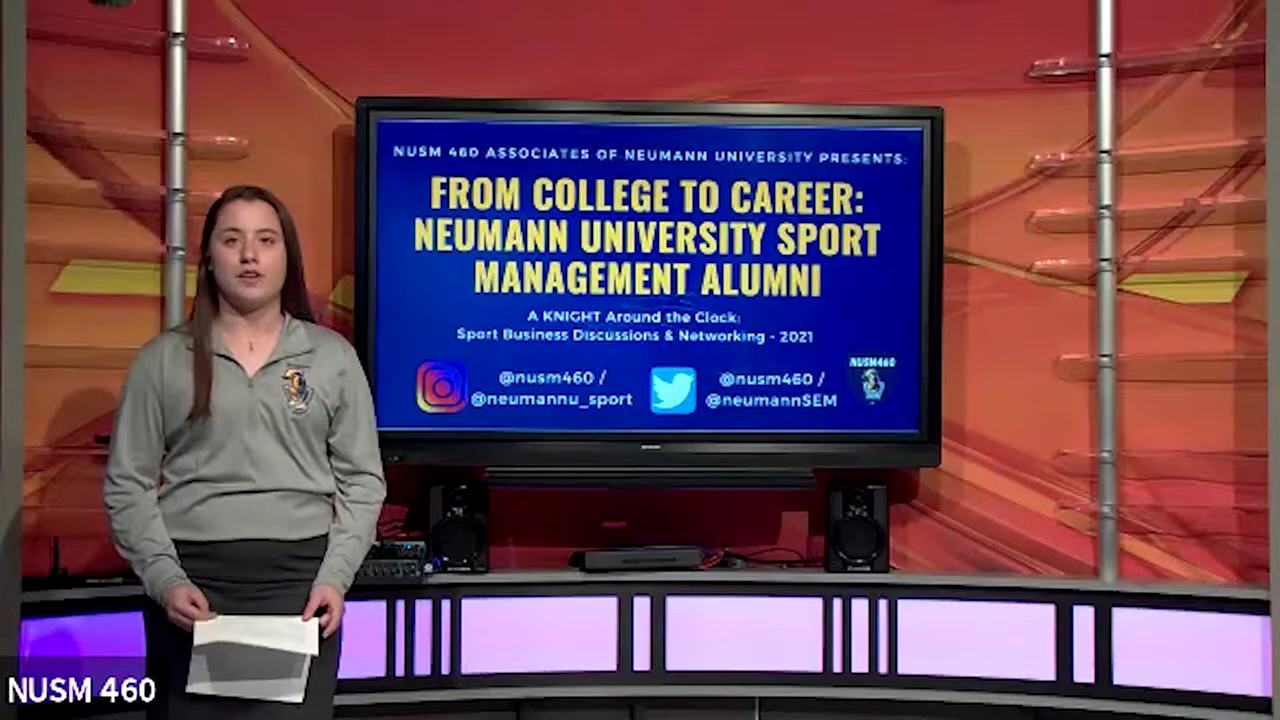 NUSM 460 ASSOCIATES OF NEUMANN UNIVERSITY PRESENTS:
FROM COLLEGE TO CAREER:
NEUMANN UNIVERSITY SPORT
MANAGEMENT ALUMNI
A KNIGHT Around the Clock:
Sport Business Discussions & Networking - 2021
@nusm460 /
@neumannu_sport
@nusm460 /
@neumannSEM
NUSM460
NUSM 460